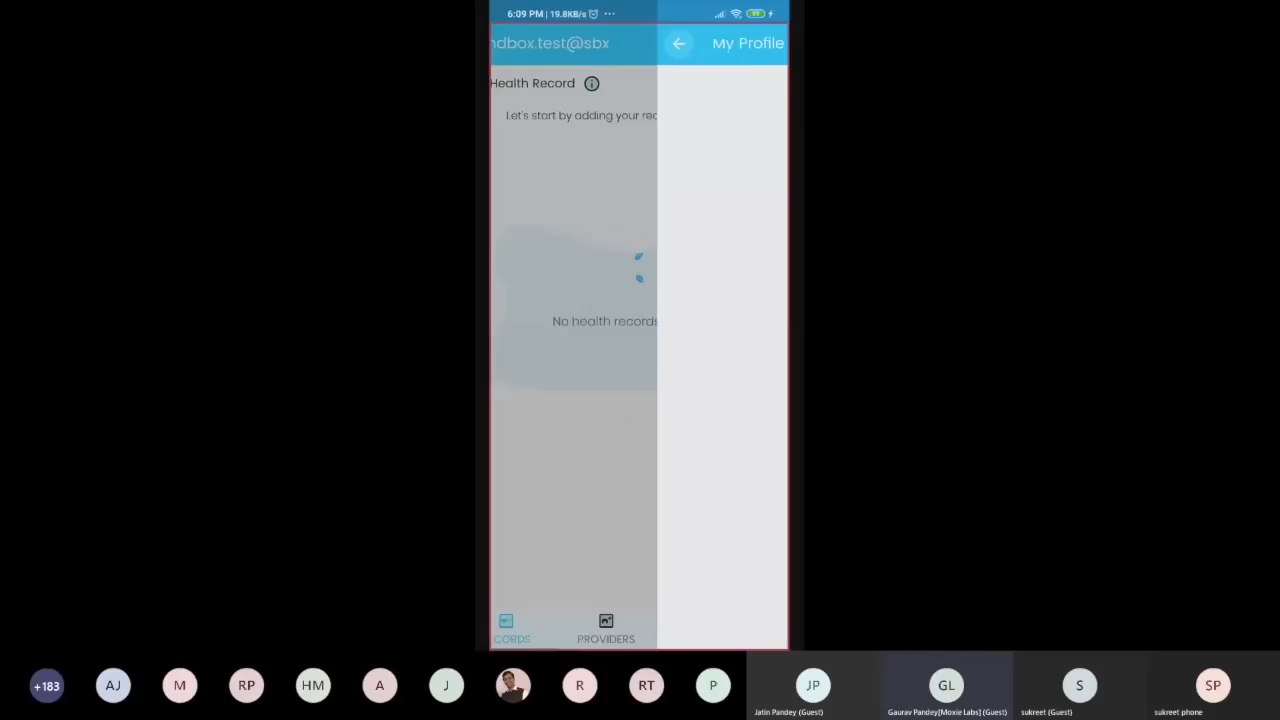 6:09 PM | 19.8KB/s
ndbox.test@sbx
My Profile
Health Record
Let's start by adding your rec
No health records
CORDS
PROVIDERS
+183
AJ
M
RP
HM
A
J
R
RT
P
JP
GL
S
SP
Jatin Pandey (Guest)
Gaurav Pandey[Moxie Labs] (Guest)
sukreet (Guest)
sukreet phone